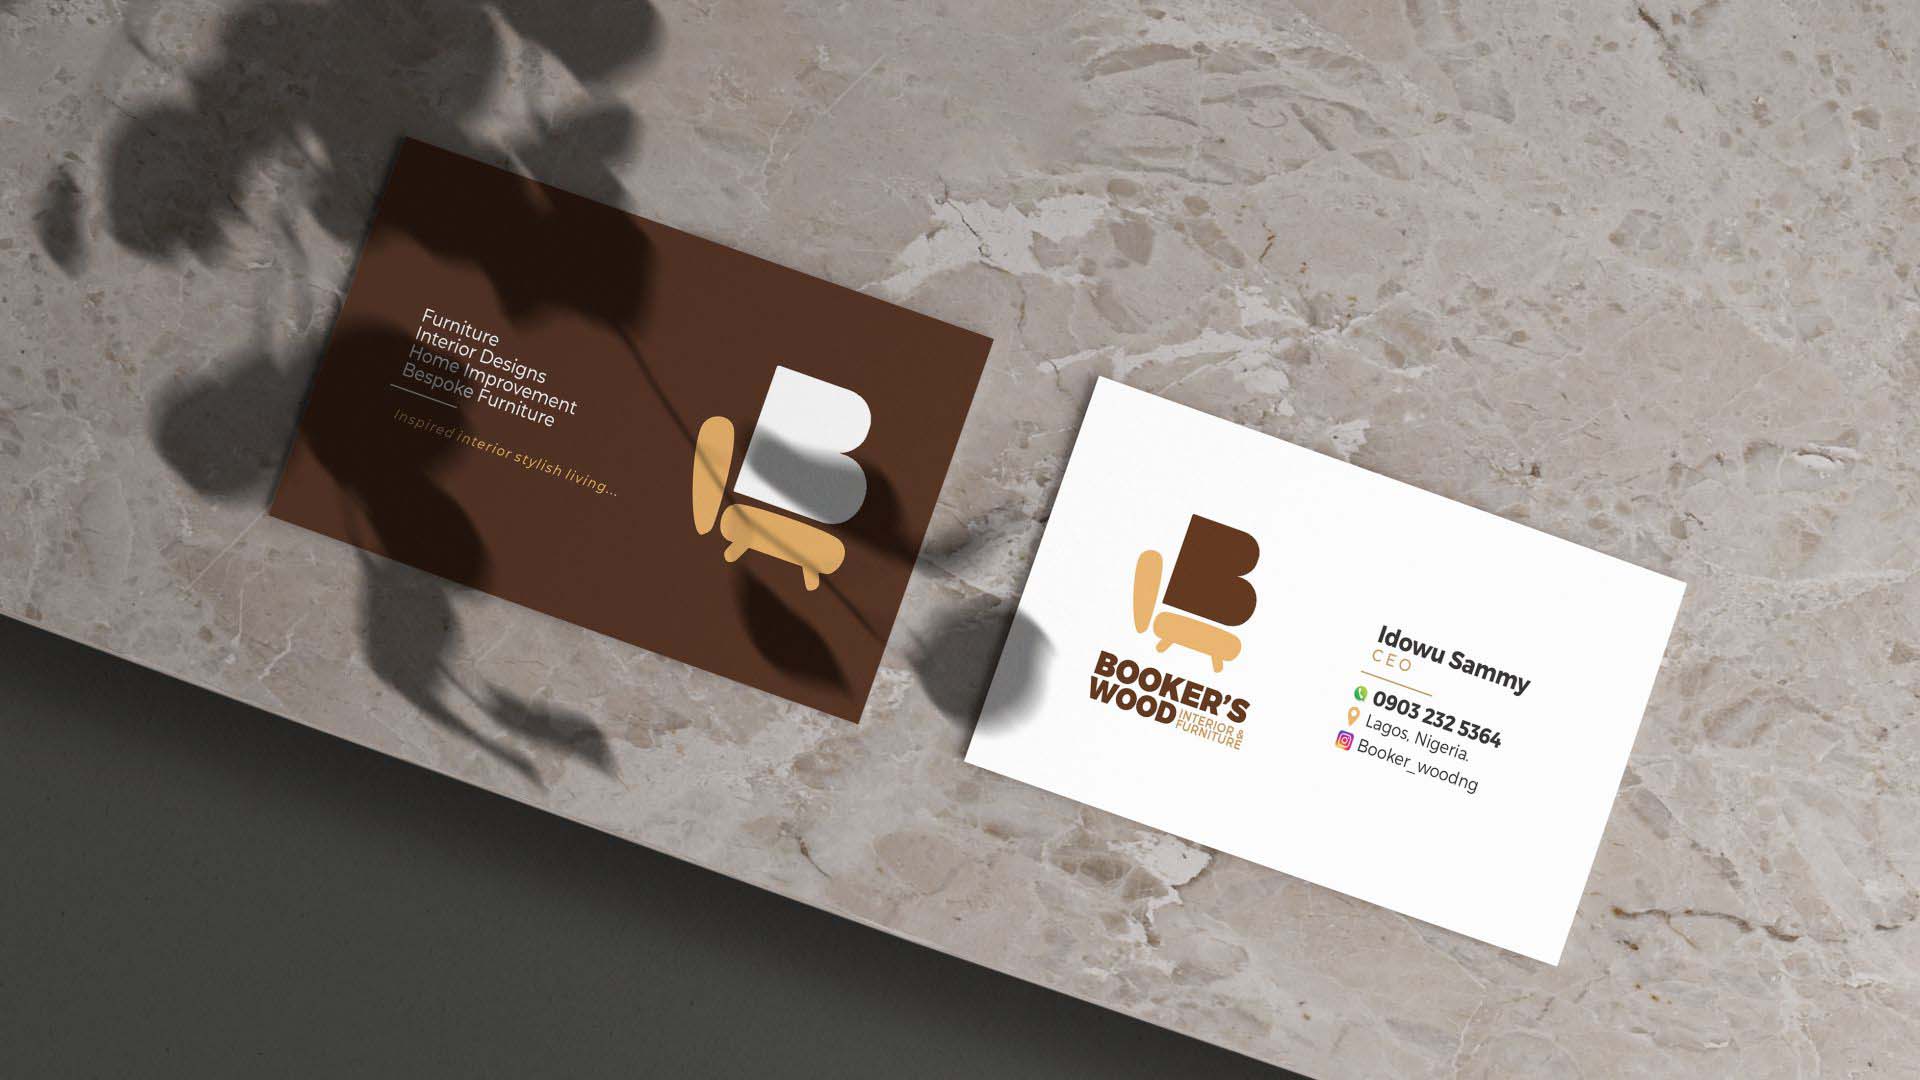 Furniture
Interior Designs
Home Improvement
Bespoke Furniture
Inspired interior stylish living...
B
B
BOOKER'S
WOOD INTERIOR &
FURNITURE
Idowu Sammy
CEO
0903 232 5364
Lagos, Nigeria.
Booker_woodng